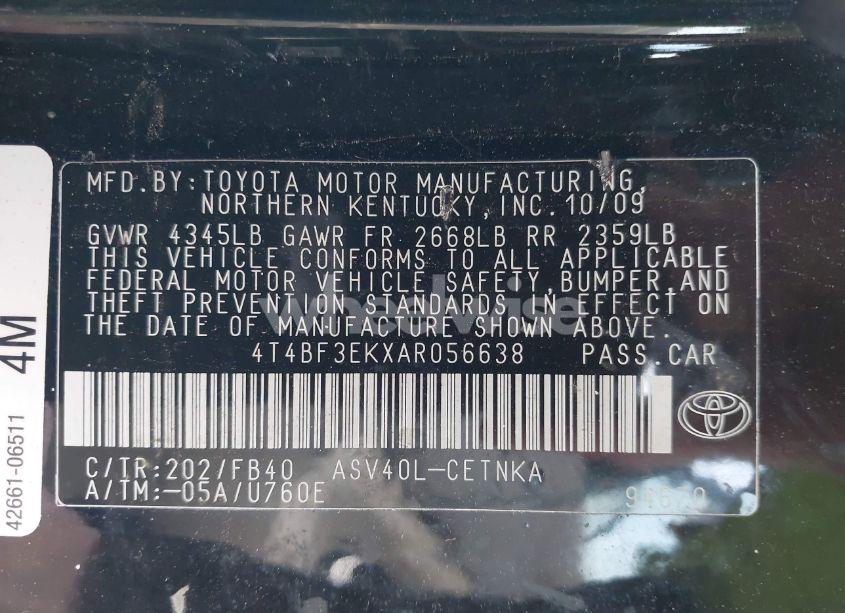 MFD.BY:TOYOTA MOTOR MANUFACTURING,
NORTHERN KENTUCKY,INC.10/09
GVWR 4345LB GAWR FR 2668LB RR 2359LB
THIS VEHICLE CONFORMS TO ALL APPLICABLE
FEDERAL MOTOR VEHICLE SAFETY,BUMPER,AND
THEFT PREVENTION STANDARDS IN EFFECT ON
THE DATE OF MANUFACTURE SHOWN ABOVE.
4T4BF3EKXAR056638 PASS.CAR
C/TR:202/FB40 ASV40L-CETNKA
A/TM:-05A/U760E
42661-06511 4M
wheelwise